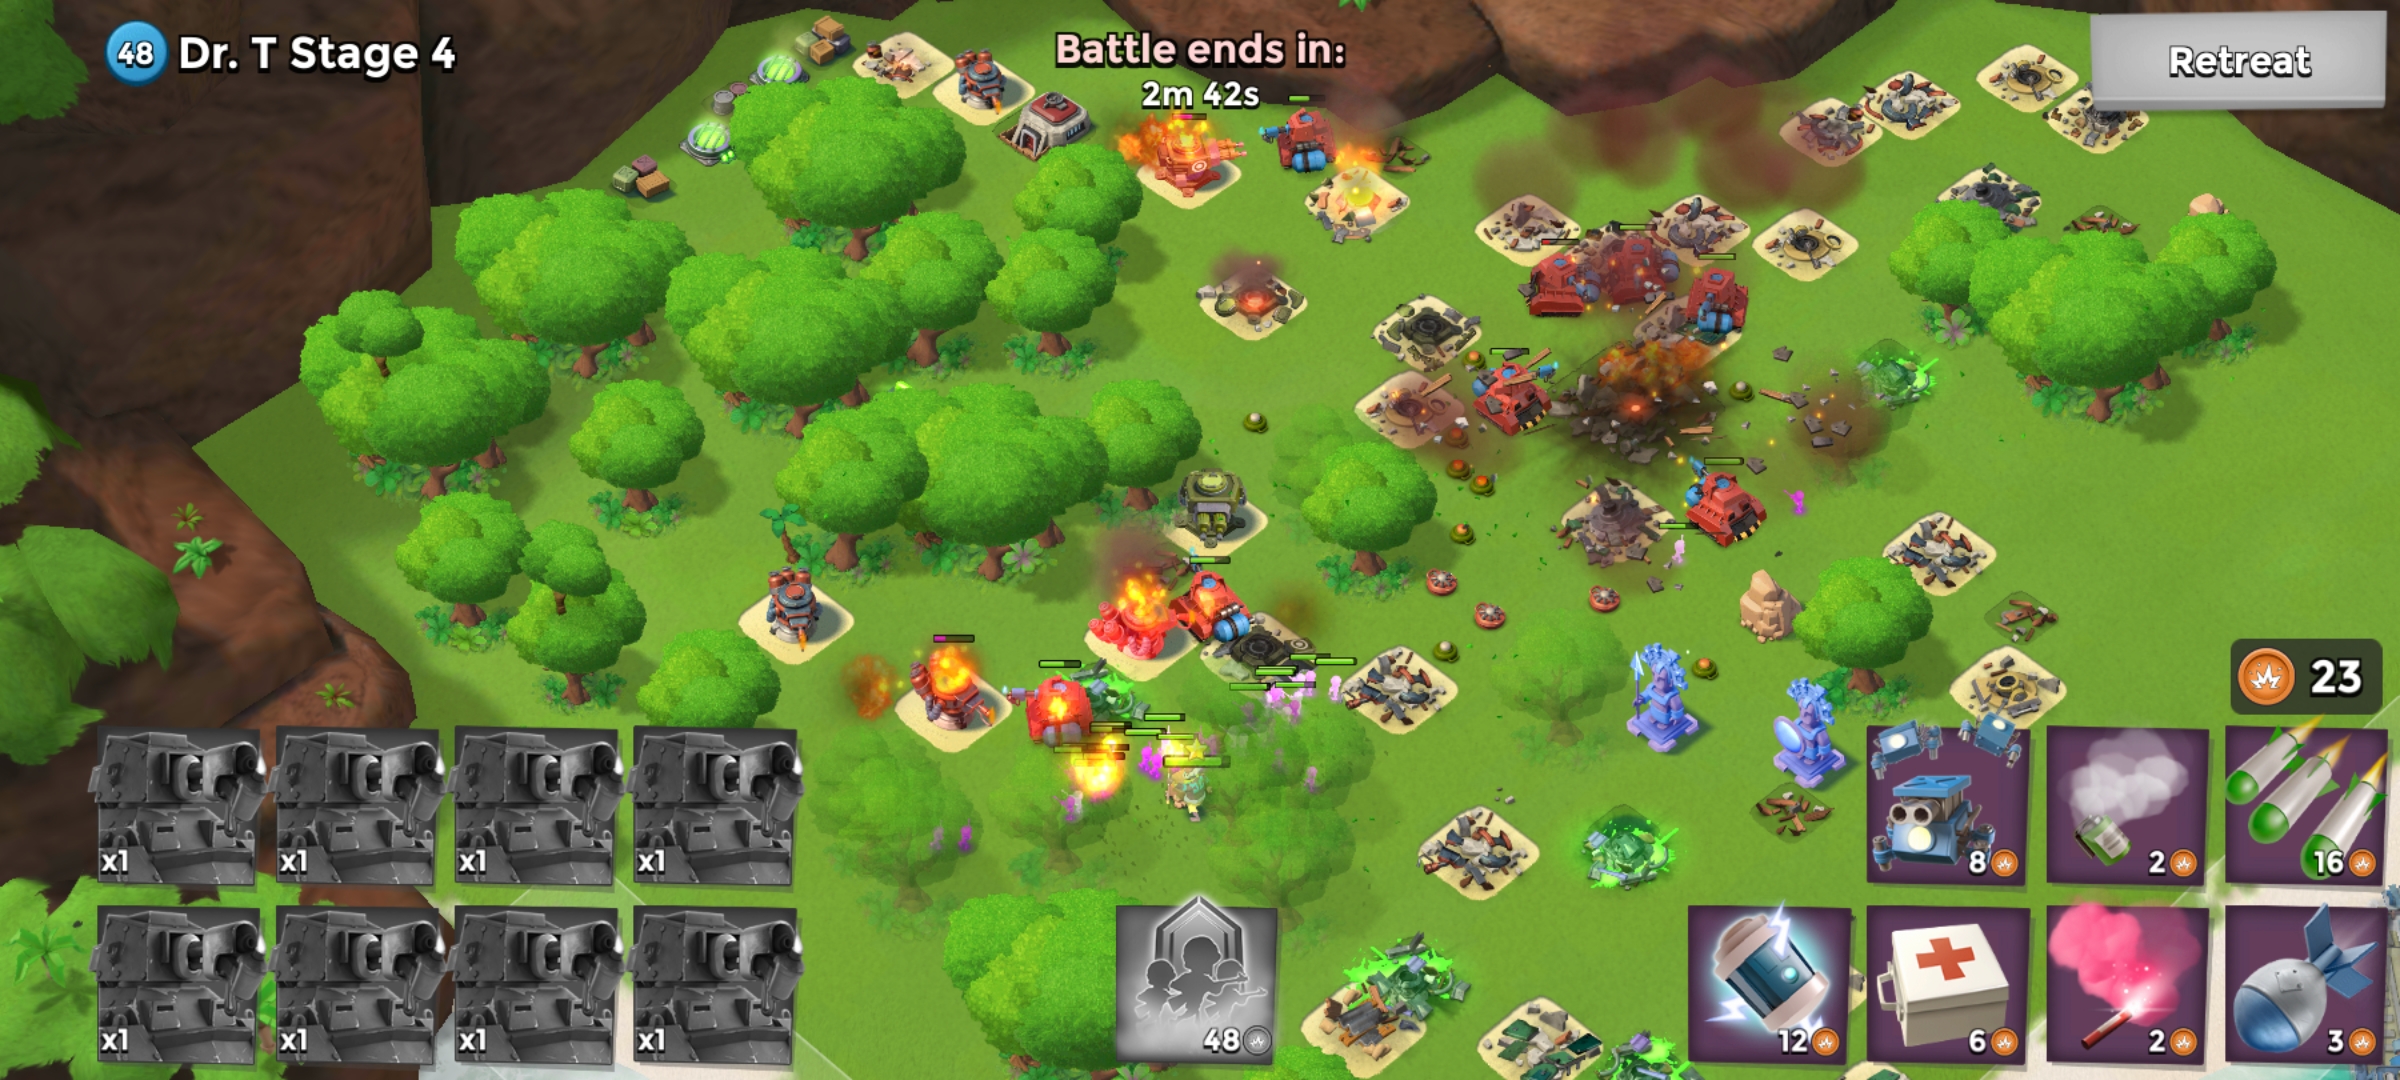 48 Dr. T Stage 4
Battle ends in:
2m 42s
Retreat
23
x1
x1
x1
x1
8
2
16
x1
x1
x1
x1
48
12
6
2
3